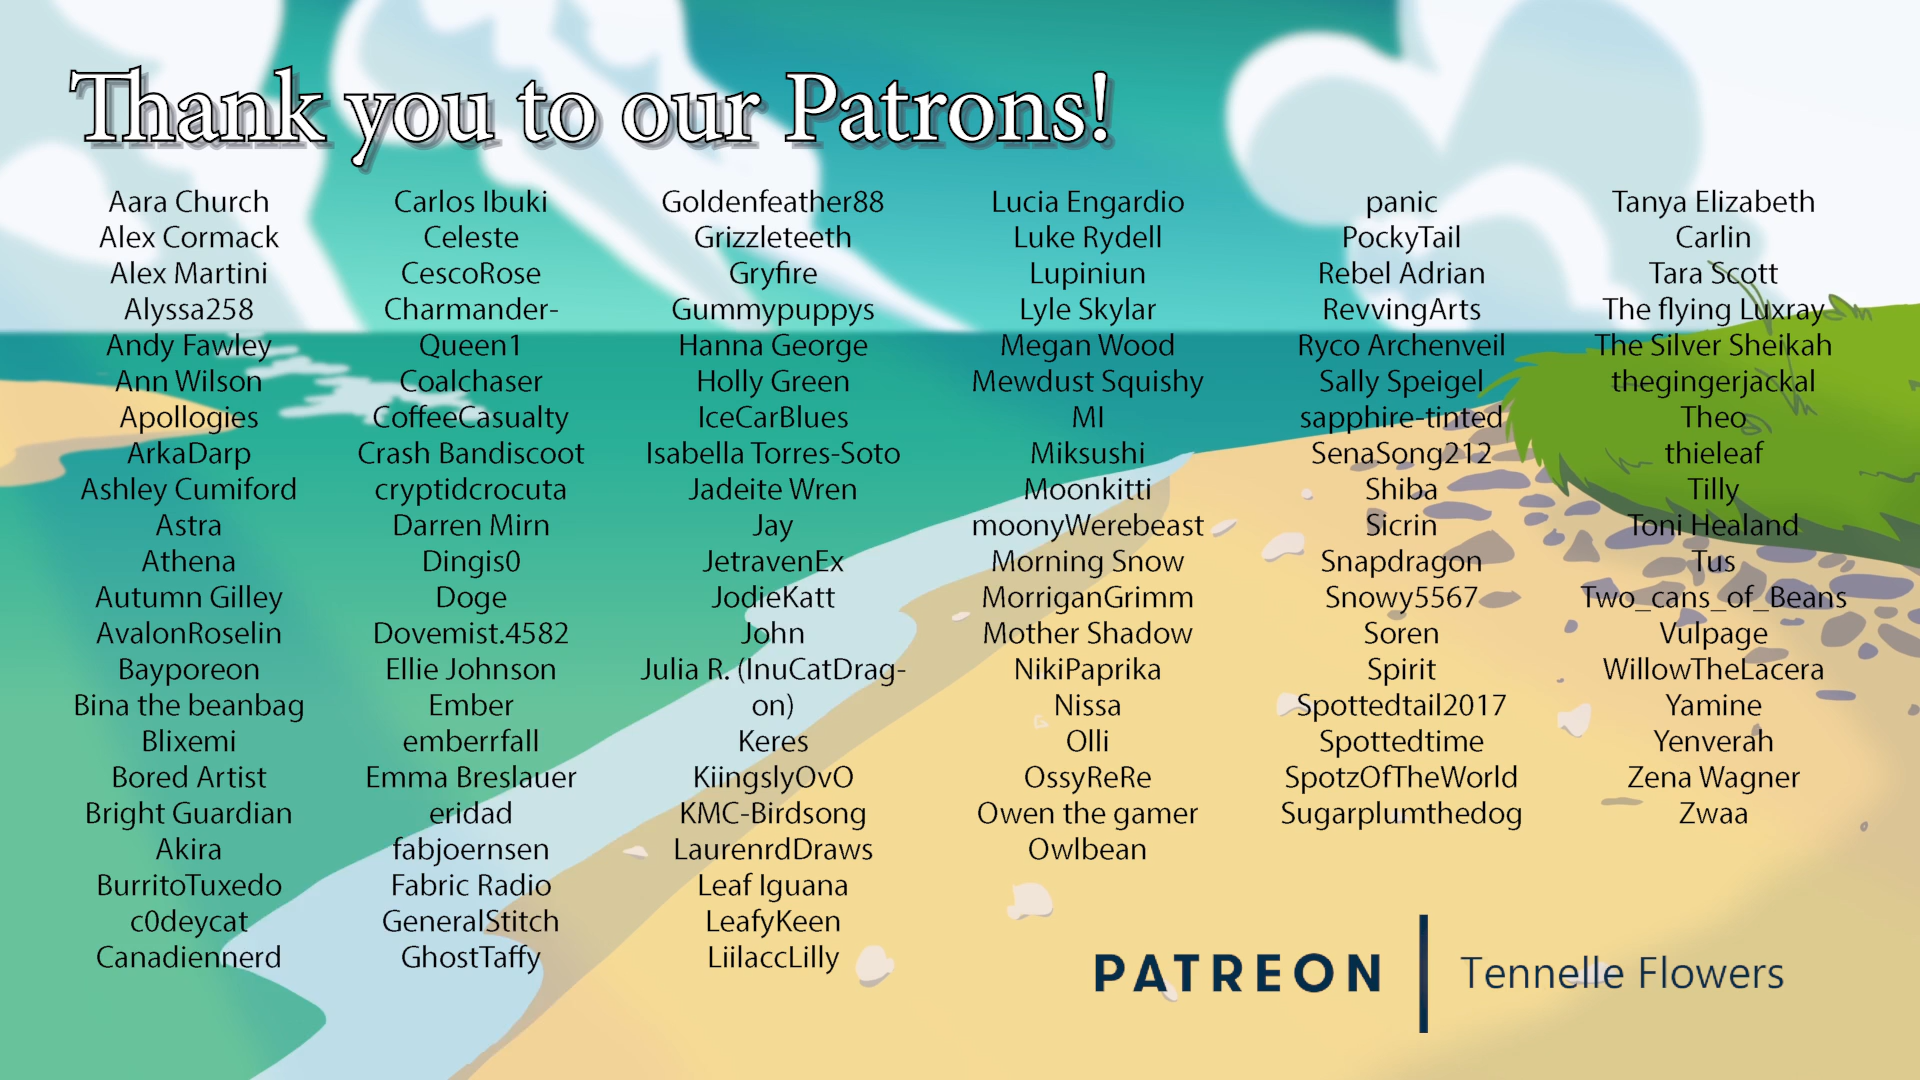 Thank you to our Patrons!
Aara Church
Alex Cormack
Alex Martini
Alyssa258
Andy Fawley
Ann Wilson
Apollogies
ArkaDarp
Ashley Cumiford
Astra
Athena
Autumn Gilley
AvalonRoselin
Bayporeon
Bina the beanbag
Blixemi
Bored Artist
Bright Guardian
Akira
BurritoTuxedo
c0deycat
Canadiennerd
Carlos Ibuki
Celeste
CescoRose
Charmander-
Queen1
Coalchaser
CoffeeCasualty
Crash Bandiscoot
cryptidcrocuta
Darren Mirn
Dingis0
Doge
Dovemist.4582
Ellie Johnson
Ember
emberrfall
Emma Breslauer
eridad
fabjoernsen
Fabric Radio
GeneralStitch
GhostTaffy
Goldenfeather88
Grizzleteeth
Gryfire
Gummypuppys
Hanna George
Holly Green
IceCarBlues
Isabella Torres-Soto
Jadeite Wren
Jay
JetravenEx
JodieKatt
John
Julia R. (InuCatDrag-
on)
Keres
KiingslyOvO
KMC-Birdsong
LaurenrdDraws
Leaf Iguana
LeafyKeen
LiilaccLilly
Lucia Engardio
Luke Rydell
Lupiniun
Lyle Skylar
Megan Wood
Mewdust Squishy
MI
Miksushi
Moonkitti
moonyWerebeast
Morning Snow
MorriganGrimm
Mother Shadow
NikiPaprika
Nissa
Olli
OssyReRe
Owen the gamer
Owlbean
panic
PockyTail
Rebel Adrian
RevvingArts
Ryco Archenveil
Sally Speigel
sapphire-tinted
SenaSong212
Shiba
Sicrin
Snapdragon
Snowy5567
Soren
Spirit
Spottedtail2017
Spottedtime
SpotzOfTheWorld
Sugarplumthedog
Tanya Elizabeth
Carlin
Tara Scott
The flying Luxray
The Silver Sheikah
thegingerjackal
Theo
thieleaf
Tilly
Toni Healand
Tus
Two_cans_of_Beans
Vulpage
WillowTheLacera
Yamine
Yenverah
Zena Wagner
Zwaa
PATREON | Tennelle Flowers